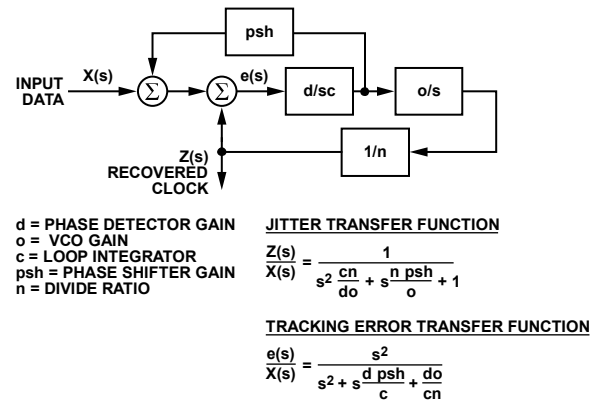 psh
INPUT DATA
X(s)
Σ
Σ
e(s)
d/sc
o/s
1/n
Z(s)
RECOVERED
CLOCK
d = PHASE DETECTOR GAIN
o = VCO GAIN
c = LOOP INTEGRATOR
psh = PHASE SHIFTER GAIN
n = DIVIDE RATIO
JITTER TRANSFER FUNCTION
Z(s)/X(s) = 1/(s² cn/do + s n psh/o + 1)
TRACKING ERROR TRANSFER FUNCTION
e(s)/X(s) = s²/(s² + s d psh/c + do/cn)